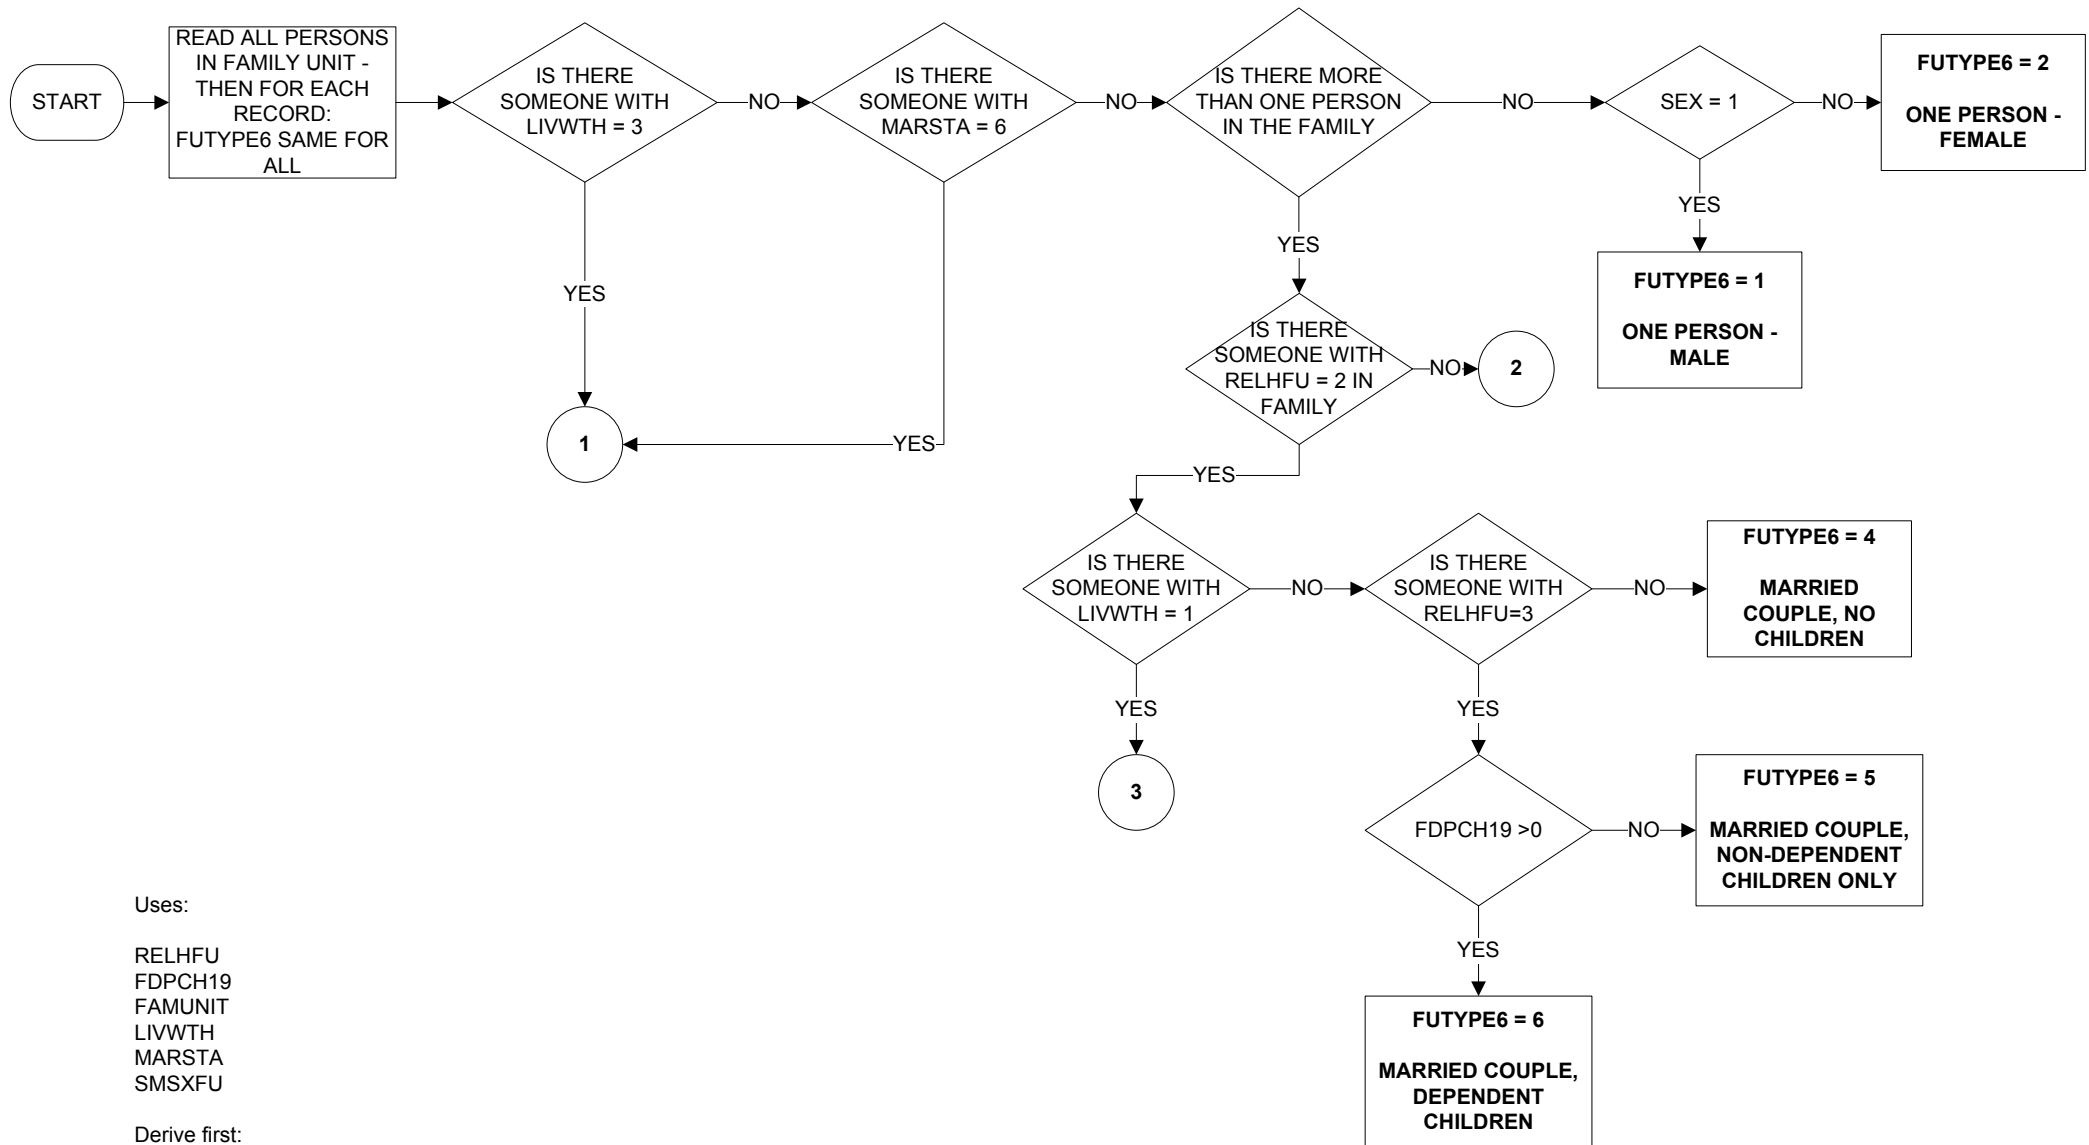 START
READ ALL PERSONS
IN FAMILY UNIT -
THEN FOR EACH
RECORD:
FUTYPE6 SAME FOR
ALL
IS THERE
SOMEONE WITH
LIVWTH = 3
NO
IS THERE
SOMEONE WITH
MARSTA = 6
NO
IS THERE MORE
THAN ONE PERSON
IN THE FAMILY
NO
SEX = 1
NO
FUTYPE6 = 2
ONE PERSON -
FEMALE
YES
FUTYPE6 = 1
ONE PERSON -
MALE
YES
YES
1
YES
IS THERE
SOMEONE WITH
RELHFU = 2 IN
FAMILY
NO
2
YES
IS THERE
SOMEONE WITH
LIVWTH = 1
NO
IS THERE
SOMEONE WITH
RELHFU=3
NO
FUTYPE6 = 4
MARRIED
COUPLE, NO
CHILDREN
YES
3
YES
FDPCH19 >0
NO
FUTYPE6 = 5
MARRIED COUPLE,
NON-DEPENDENT
CHILDREN ONLY
YES
FUTYPE6 = 6
MARRIED COUPLE,
DEPENDENT
CHILDREN
Uses:
RELHFU
FDPCH19
FAMUNIT
LIVWTH
MARSTA
SMSXFU
Derive first: